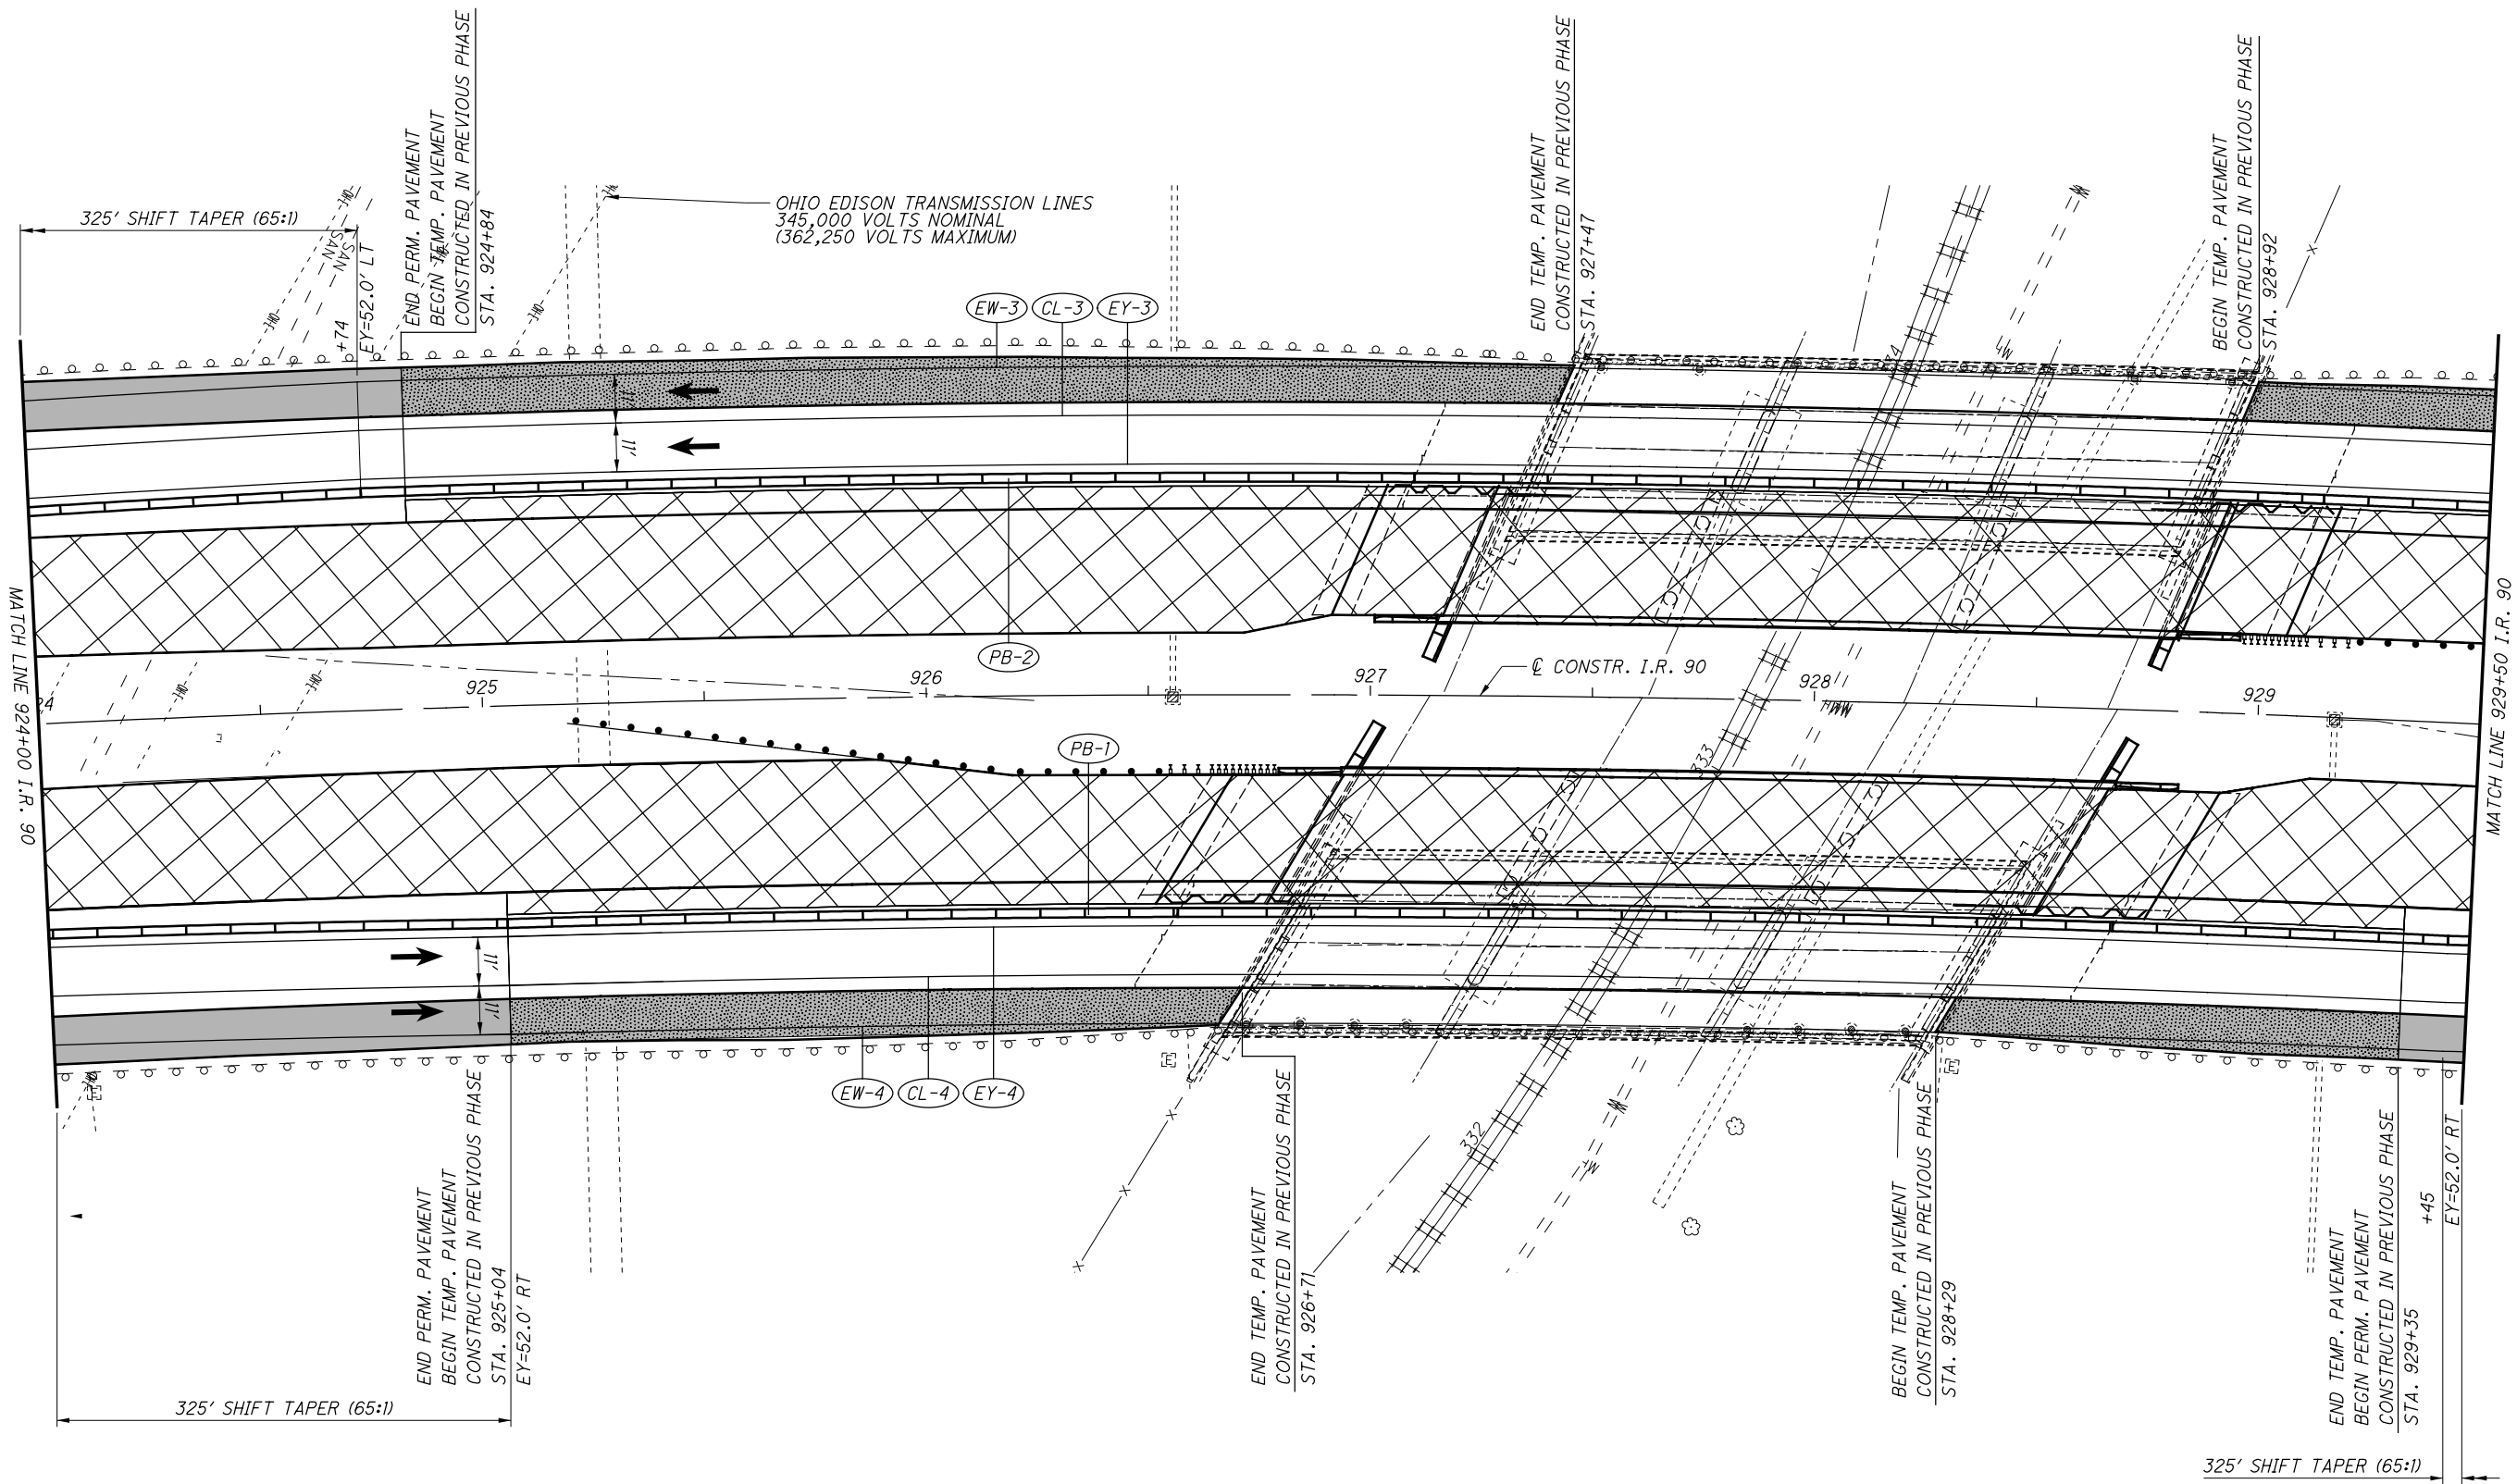 END PERM. PAVEMENT
BEGIN TEMP. PAVEMENT
CONSTRUCTED IN PREVIOUS PHASE
STA. 924+84
END TEMP. PAVEMENT
CONSTRUCTED IN PREVIOUS PHASE
STA. 927+47
BEGIN TEMP. PAVEMENT
CONSTRUCTED IN PREVIOUS PHASE
STA. 928+92
325' SHIFT TAPER (65:1)
+74
EY=52.0' LT
OHIO EDISON TRANSMISSION LINES
345,000 VOLTS NOMINAL
(362,250 VOLTS MAXIMUM)
SAN
SAN
EW-3
CL-3
EY-3
11'
11'
334
MATCH LINE 924+00 I.R. 90
MATCH LINE 929+50 I.R. 90
PB-2
℄ CONSTR. I.R. 90
24
925
926
927
928
929
PB-1
333
11'
11'
EW-4
CL-4
EY-4
332
END PERM. PAVEMENT
BEGIN TEMP. PAVEMENT
CONSTRUCTED IN PREVIOUS PHASE
STA. 925+04
EY=52.0' RT
325' SHIFT TAPER (65:1)
END TEMP. PAVEMENT
CONSTRUCTED IN PREVIOUS PHASE
STA. 926+71
BEGIN TEMP. PAVEMENT
CONSTRUCTED IN PREVIOUS PHASE
STA. 928+29
END TEMP. PAVEMENT
BEGIN PERM. PAVEMENT
CONSTRUCTED IN PREVIOUS PHASE
STA. 929+35
+45
EY=52.0' RT
325' SHIFT TAPER (65:1)